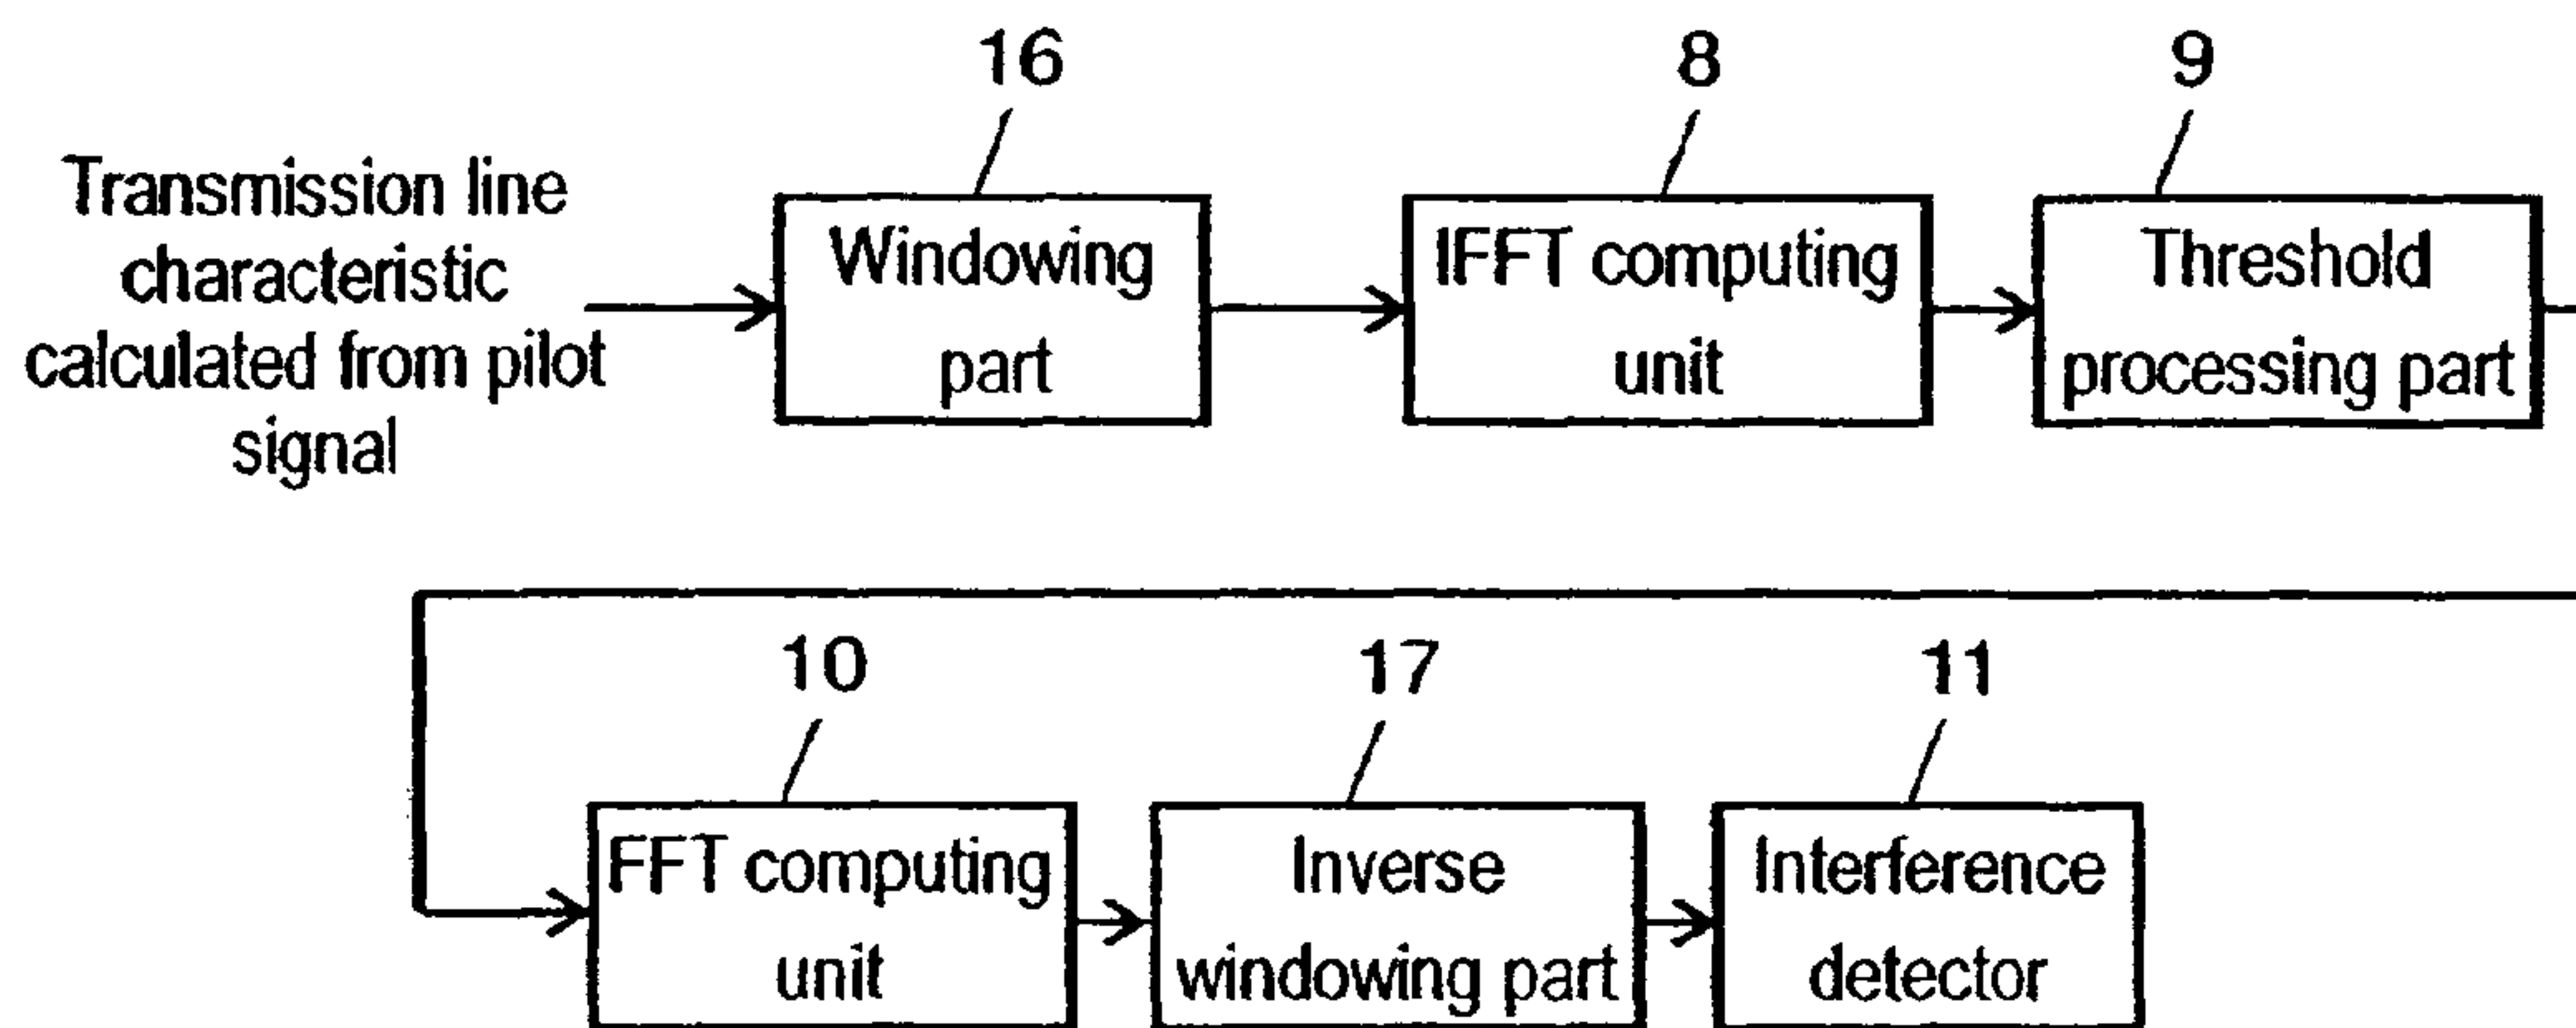 16
8
9
Transmission line
characteristic
calculated from pilot
signal
Windowing
part
IFFT computing
unit
Threshold
processing part
10
17
11
FFT computing
unit
Inverse
windowing part
Interference
detector